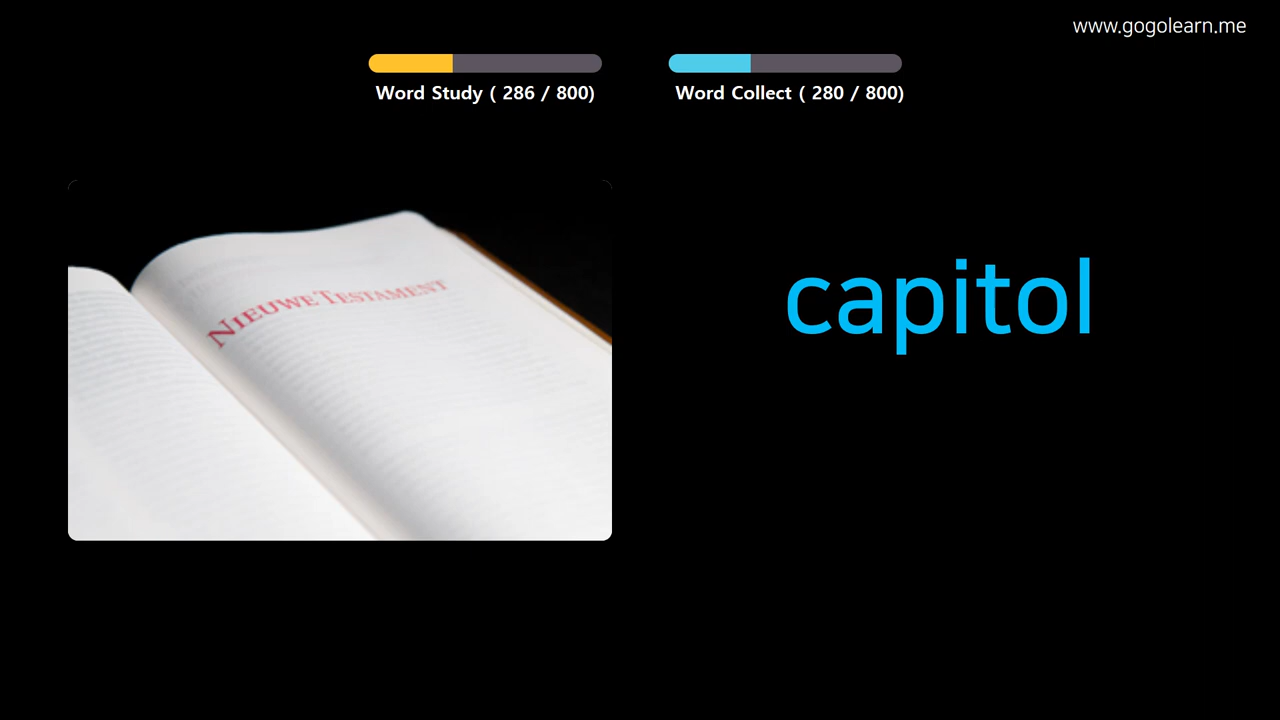 www.gogolearn.me
Word Study ( 286 / 800)
Word Collect ( 280 / 800)
NIEUWE TESTAMENT
capitol